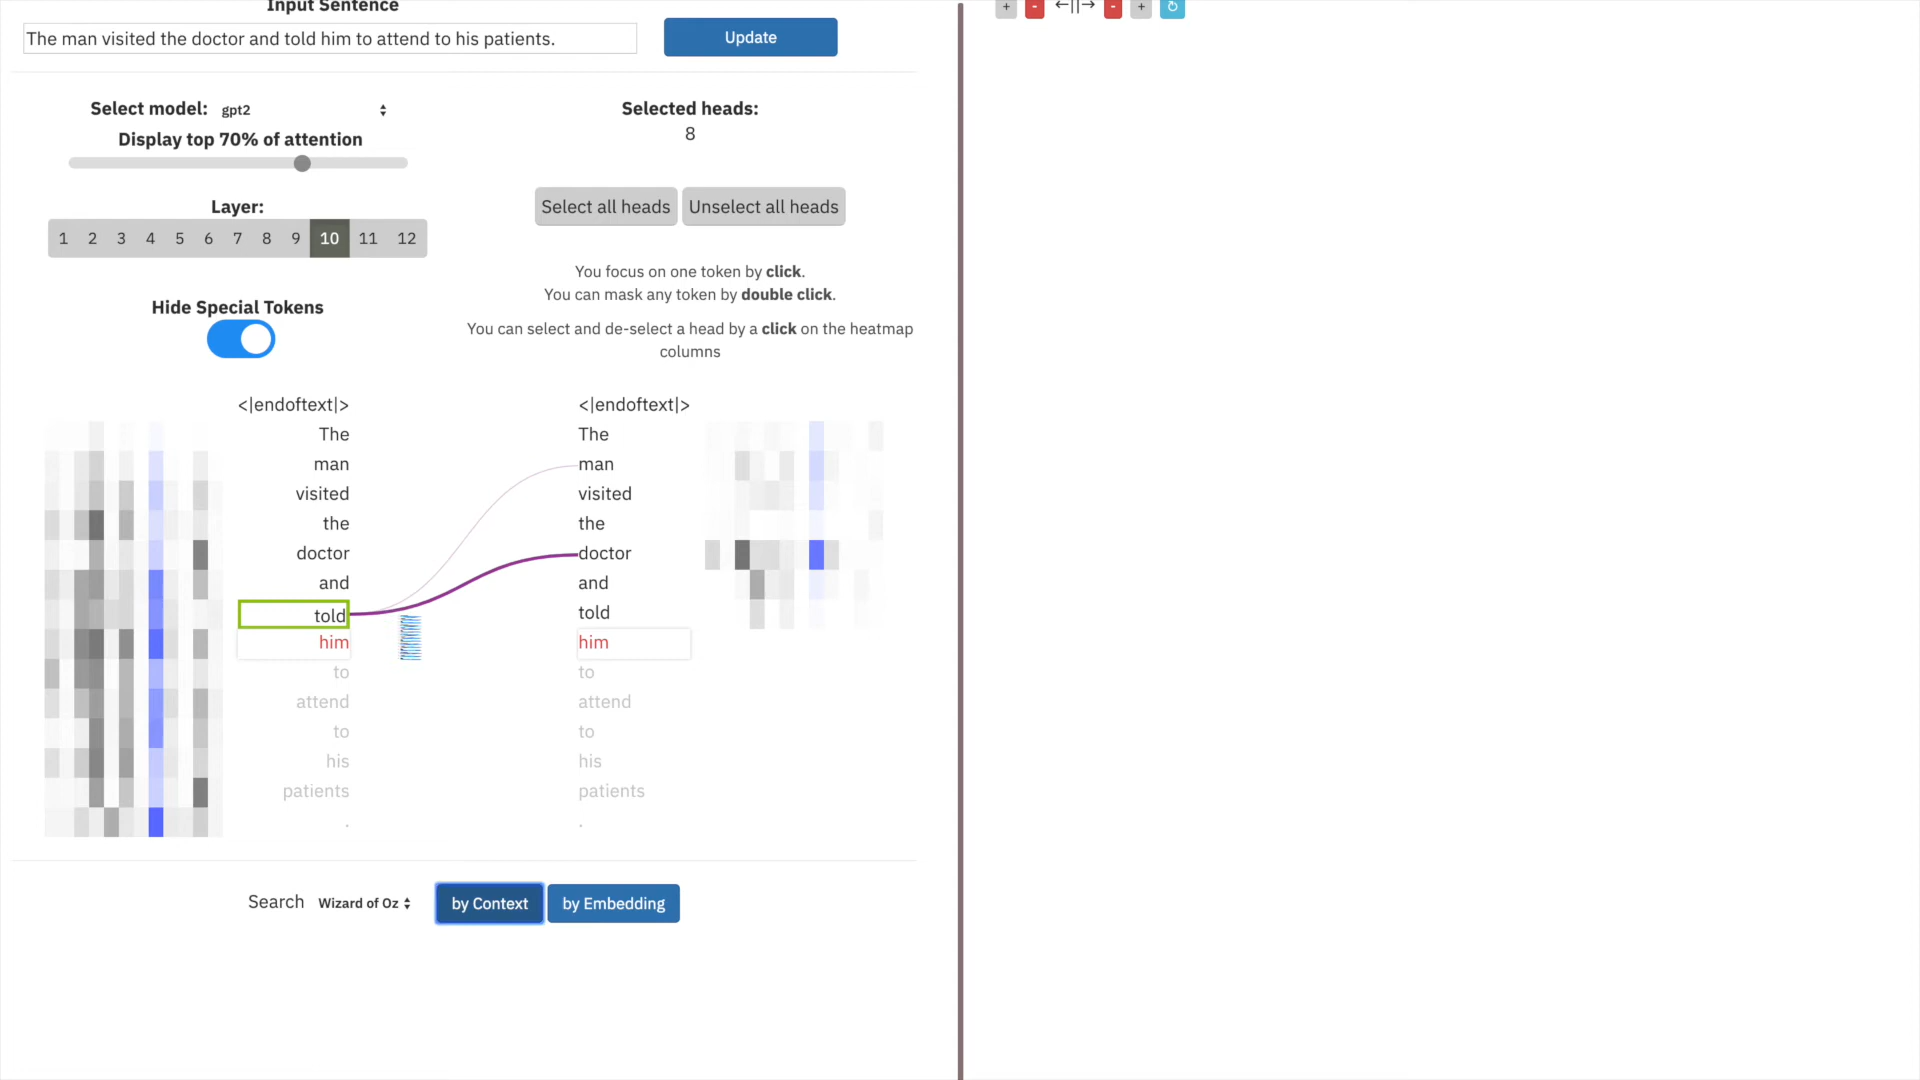 Input Sentence
The man visited the doctor and told him to attend to his patients.
Update
+ - ←||→ - + ↻
Select model: gpt2
Display top 70% of attention
Selected heads:
8
Select all heads Unselect all heads
Layer:
1 2 3 4 5 6 7 8 9 10 11 12
You focus on one token by click.
You can mask any token by double click.
You can select and de-select a head by a click on the heatmap
columns
Hide Special Tokens
<|endoftext|> <|endoftext|>
The The
man man
visited visited
the the
doctor doctor
and and
told told
him him
to to
attend attend
to to
his his
patients patients
. .
Search Wizard of Oz by Context by Embedding